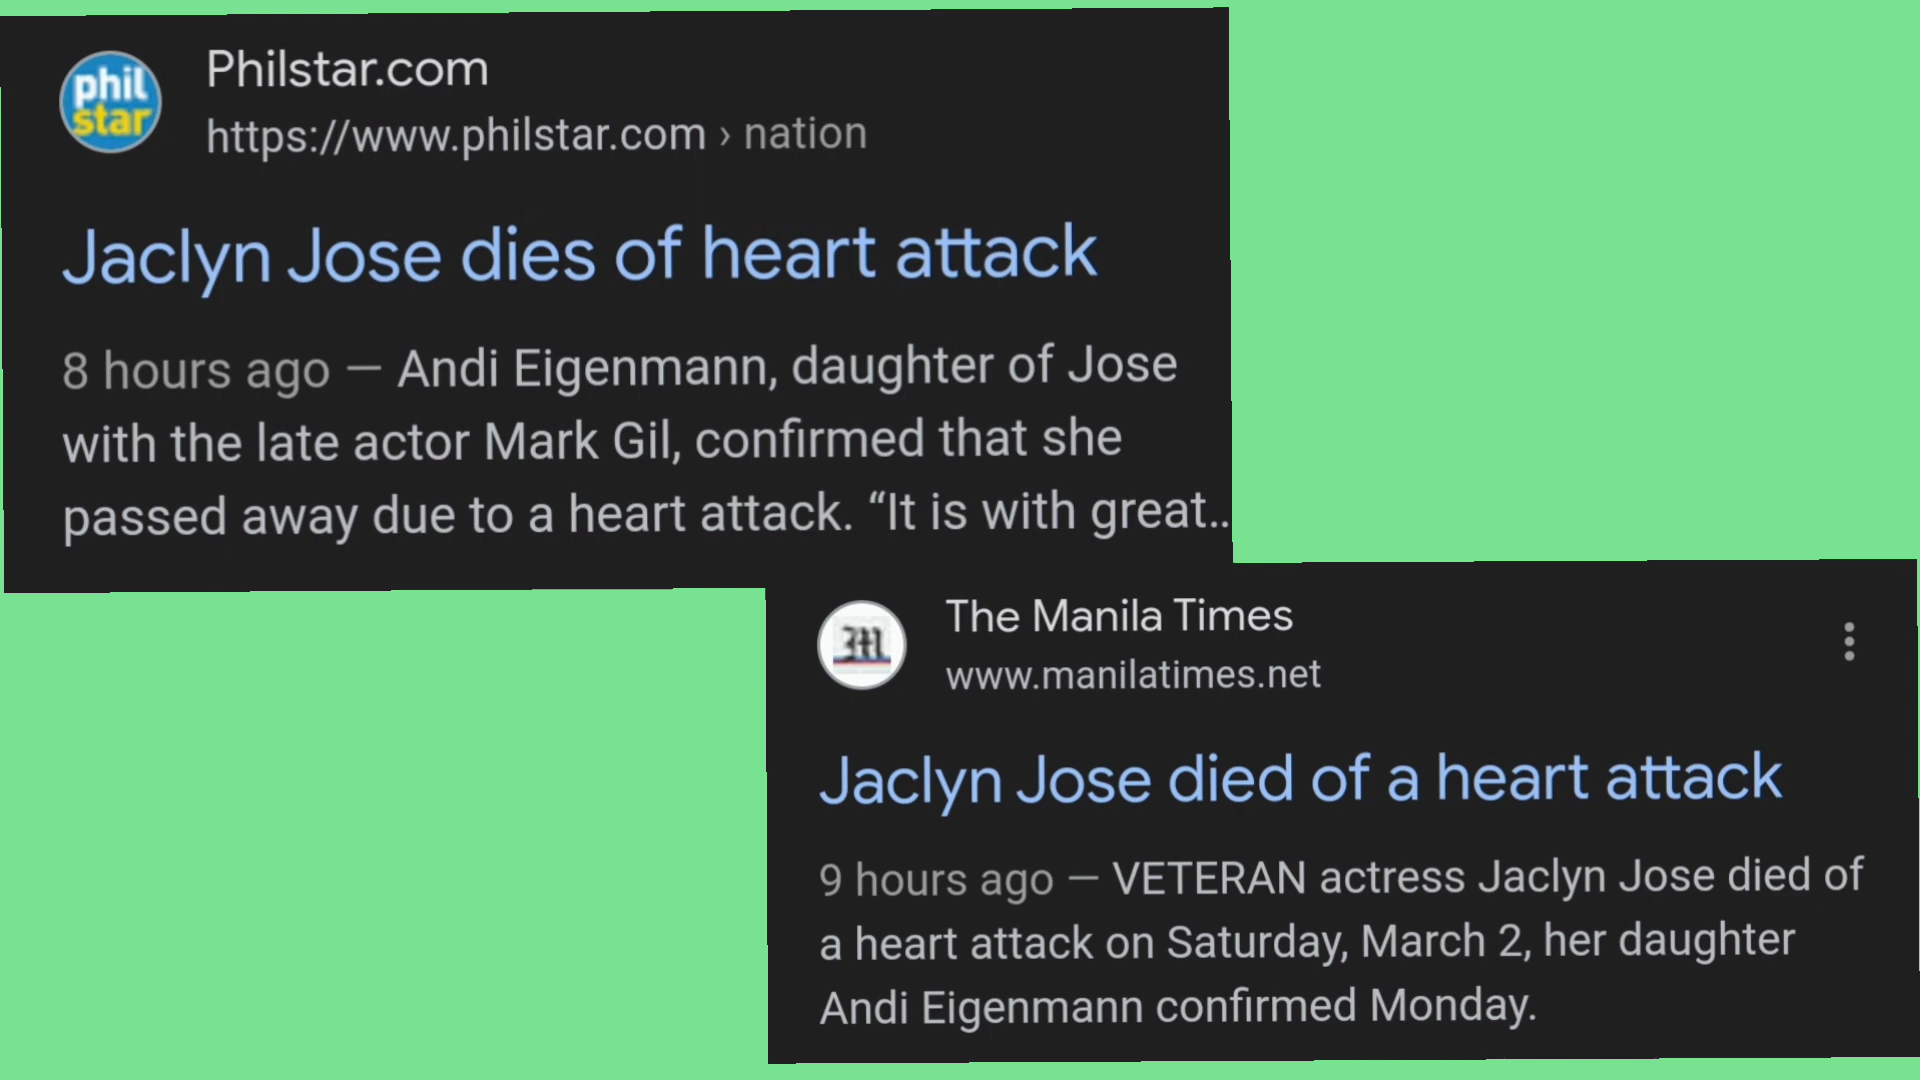 phil
star
Philstar.com
https://www.philstar.com › nation
Jaclyn Jose dies of heart attack
8 hours ago — Andi Eigenmann, daughter of Jose
with the late actor Mark Gil, confirmed that she
passed away due to a heart attack. “It is with great...
M
The Manila Times
www.manilatimes.net
Jaclyn Jose died of a heart attack
9 hours ago — VETERAN actress Jaclyn Jose died of
a heart attack on Saturday, March 2, her daughter
Andi Eigenmann confirmed Monday.